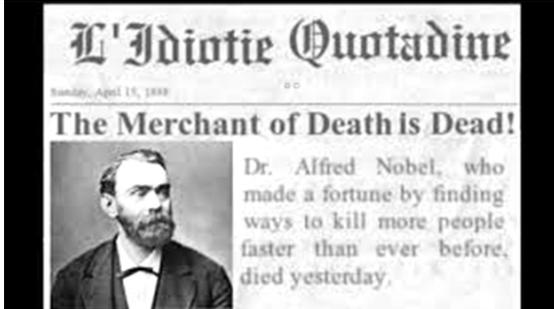 L'Idiotie Quotadine
Sunday, April 15, 1888
The Merchant of Death is Dead!
Dr. Alfred Nobel, who
made a fortune by finding
ways to kill more people
faster than ever before,
died yesterday.